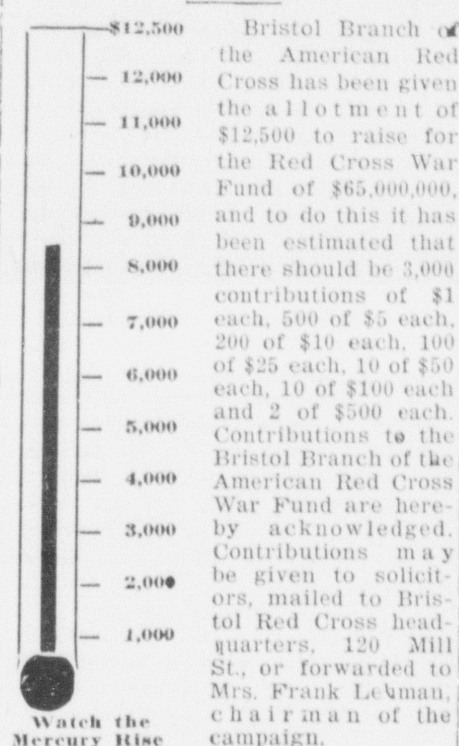 $12,500
12,000
11,000
10,000
9,000
8,000
7,000
6,000
5,000
4,000
3,000
2,000
1,000
Watch the
Mercury Rise
Bristol Branch of
the American Red
Cross has been given
the allotment of
$12,500 to raise for
the Red Cross War
Fund of $65,000,000,
and to do this it has
been estimated that
there should be 3,000
contributions of $1
each, 500 of $5 each,
200 of $10 each, 100
of $25 each, 10 of $50
each, 10 of $100 each
and 2 of $500 each.
Contributions to the
Bristol Branch of the
American Red Cross
War Fund are here-
by acknowledged.
Contributions may
be given to solicit-
ors, mailed to Bris-
tol Red Cross head-
quarters, 120 Mill
St., or forwarded to
Mrs. Frank Lehman,
chairman of the
campaign.